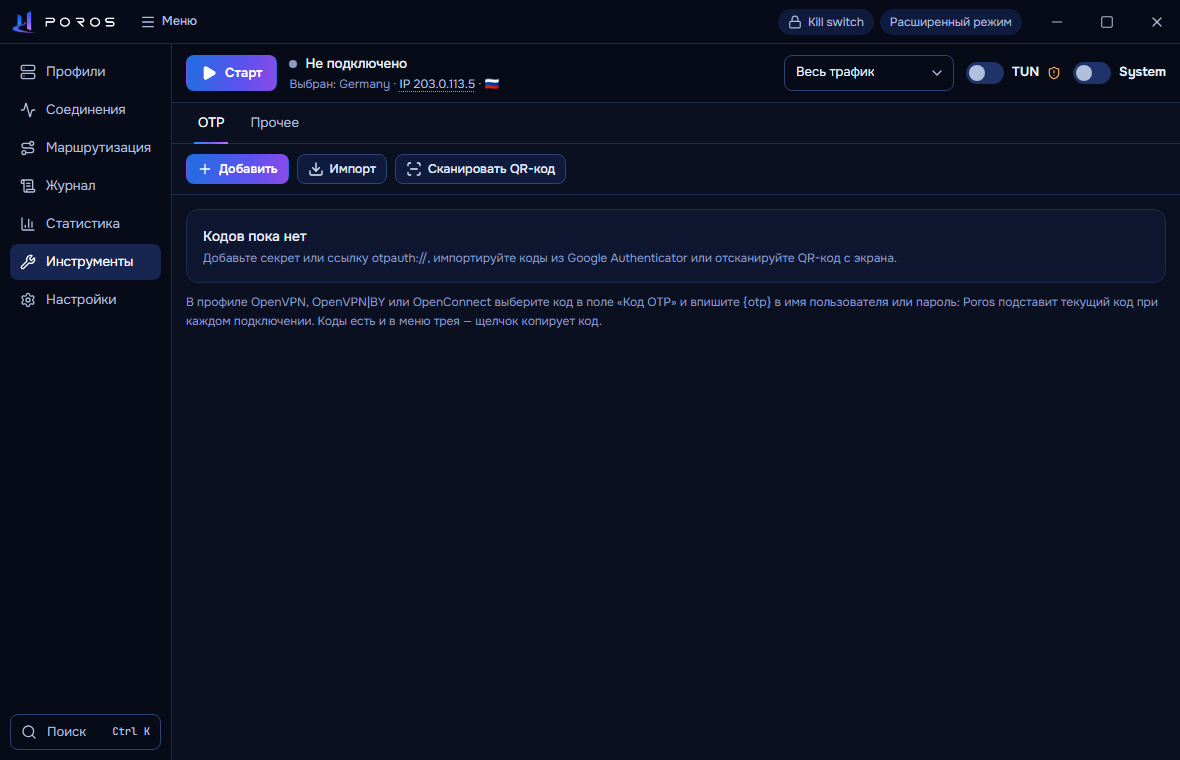 POROS
Меню
Kill switch
Расширенный режим
Профили
Соединения
Маршрутизация
Журнал
Статистика
Инструменты
Настройки
Поиск
Ctrl K
Старт
Не подключено
Выбран: Germany · IP 203.0.113.5 ·
Весь трафик
TUN
System
OTP
Прочее
Добавить
Импорт
Сканировать QR-код
Кодов пока нет
Добавьте секрет или ссылку otpauth://, импортируйте коды из Google Authenticator или отсканируйте QR-код с экрана.
В профиле OpenVPN, OpenVPN|BY или OpenConnect выберите код в поле «Код OTP» и впишите {otp} в имя пользователя или пароль: Poros подставит текущий код при
каждом подключении. Коды есть и в меню трея — щелчок копирует код.